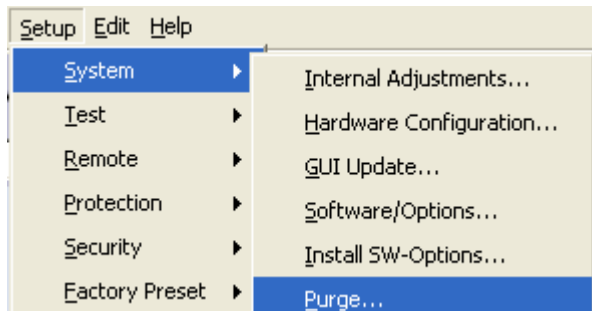 Setup Edit Help
System
Test
Remote
Protection
Security
Factory Preset
Internal Adjustments...
Hardware Configuration...
GUI Update...
Software/Options...
Install SW-Options...
Purge...